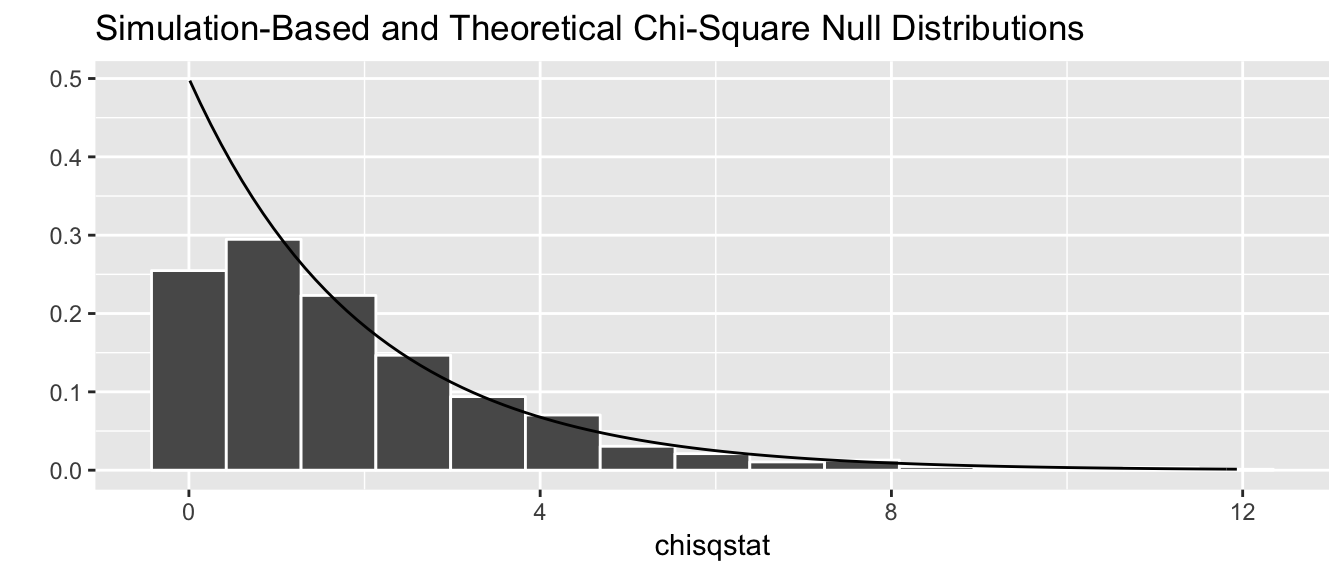 Simulation-Based and Theoretical Chi-Square Null Distributions
0.5
0.4
0.3
0.2
0.1
0.0
0 4 8 12
chisqstat